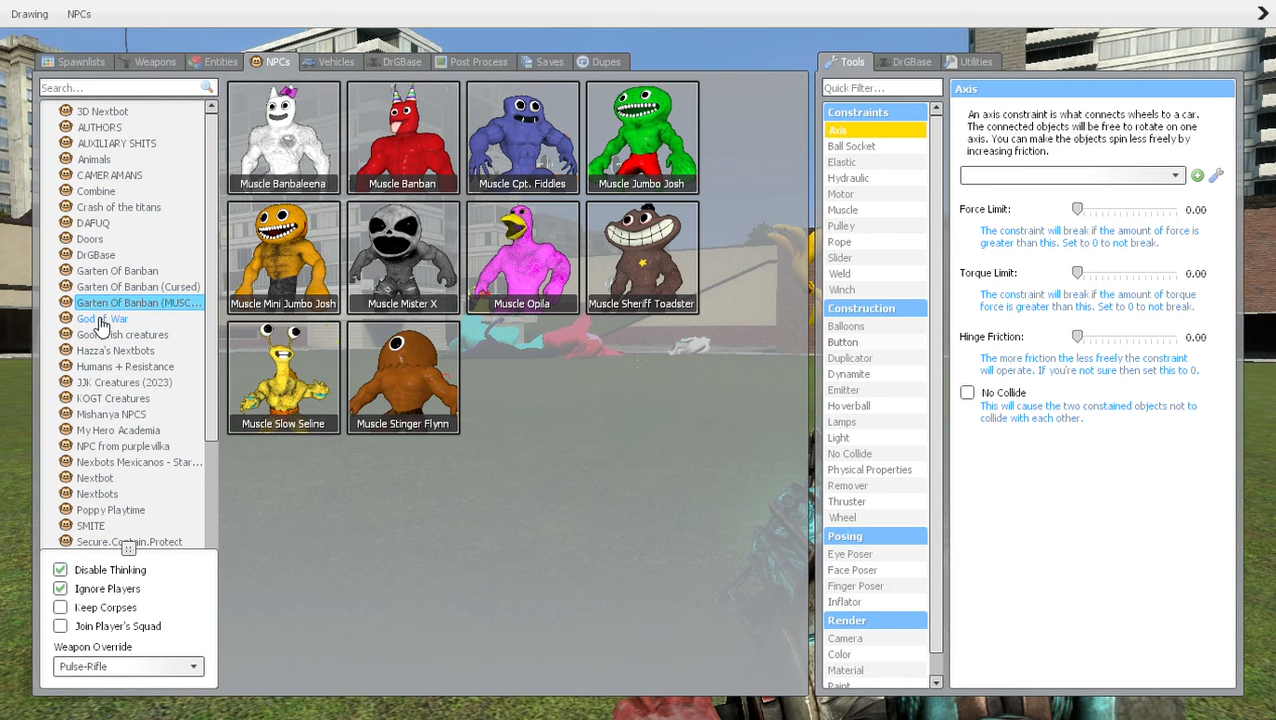 Drawing NPCs
Spawnlists Weapons Entities NPCs Vehicles DrGBase Post Process Saves Dupes
Search...
3D Nextbot
AUTHORS
AUXILIARY SHITS
Animals
CAMERAMANS
Combine
Crash of the titans
DAFUQ
Doors
DrGBase
Garten Of Banban
Garten Of Banban (Cursed)
Garten Of Banban (MUSC...
God of War
creatures
Hazza's Nextbots
Humans + Resistance
JJK Creatures (2023)
KOGT Creatures
Mishanya NPCS
My Hero Academia
NPC from purplevilka
Nexbots Mexicanos - Star...
Nextbot
Nextbots
Poppy Playtime
SMITE
Secure.Contain.Protect
Disable Thinking
Ignore Players
Keep Corpses
Join Player's Squad
Weapon Override
Pulse-Rifle
Muscle Banbaleena Muscle Banban Muscle Cpt. Fiddles Muscle Jumbo Josh
Muscle Mini Jumbo Josh Muscle Mister X Muscle Opila Muscle Sheriff Toadster
Muscle Slow Seline Muscle Stinger Flynn
Tools DrGBase Utilities
Quick Filter...
Constraints
Axis
Ball Socket
Elastic
Hydraulic
Motor
Muscle
Pulley
Rope
Slider
Weld
Winch
Construction
Balloons
Button
Duplicator
Dynamite
Emitter
Hoverball
Lamps
Light
No Collide
Physical Properties
Remover
Thruster
Wheel
Posing
Eye Poser
Face Poser
Finger Poser
Inflator
Render
Camera
Color
Material
Paint
Axis
An axis constraint is what connects wheels to a car.
The connected objects will be free to rotate on one
axis. You can make the objects spin less freely by
increasing friction.
Force Limit: 0.00
The constraint will break if the amount of force is
greater than this. Set to 0 to not break.
Torque Limit: 0.00
The constraint will break if the amount of torque
force is greater than this. Set to 0 to never break.
Hinge Friction: 0.00
The more friction the less freely the constraint
will operate. If you're not sure then set this to 0.
No Collide
This will cause the two constained objects not to
collide with each other.